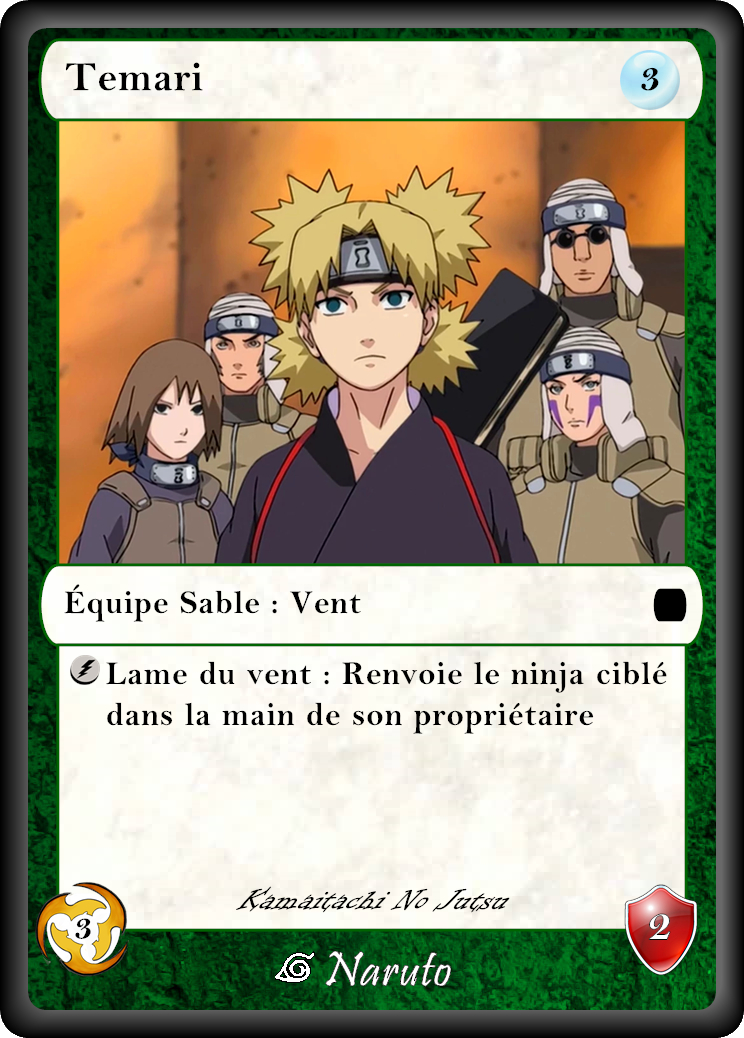 Temari
3
Équipe Sable : Vent
Lame du vent : Renvoie le ninja ciblé
dans la main de son propriétaire
Kamaitachi No Jutsu
3
2
Naruto